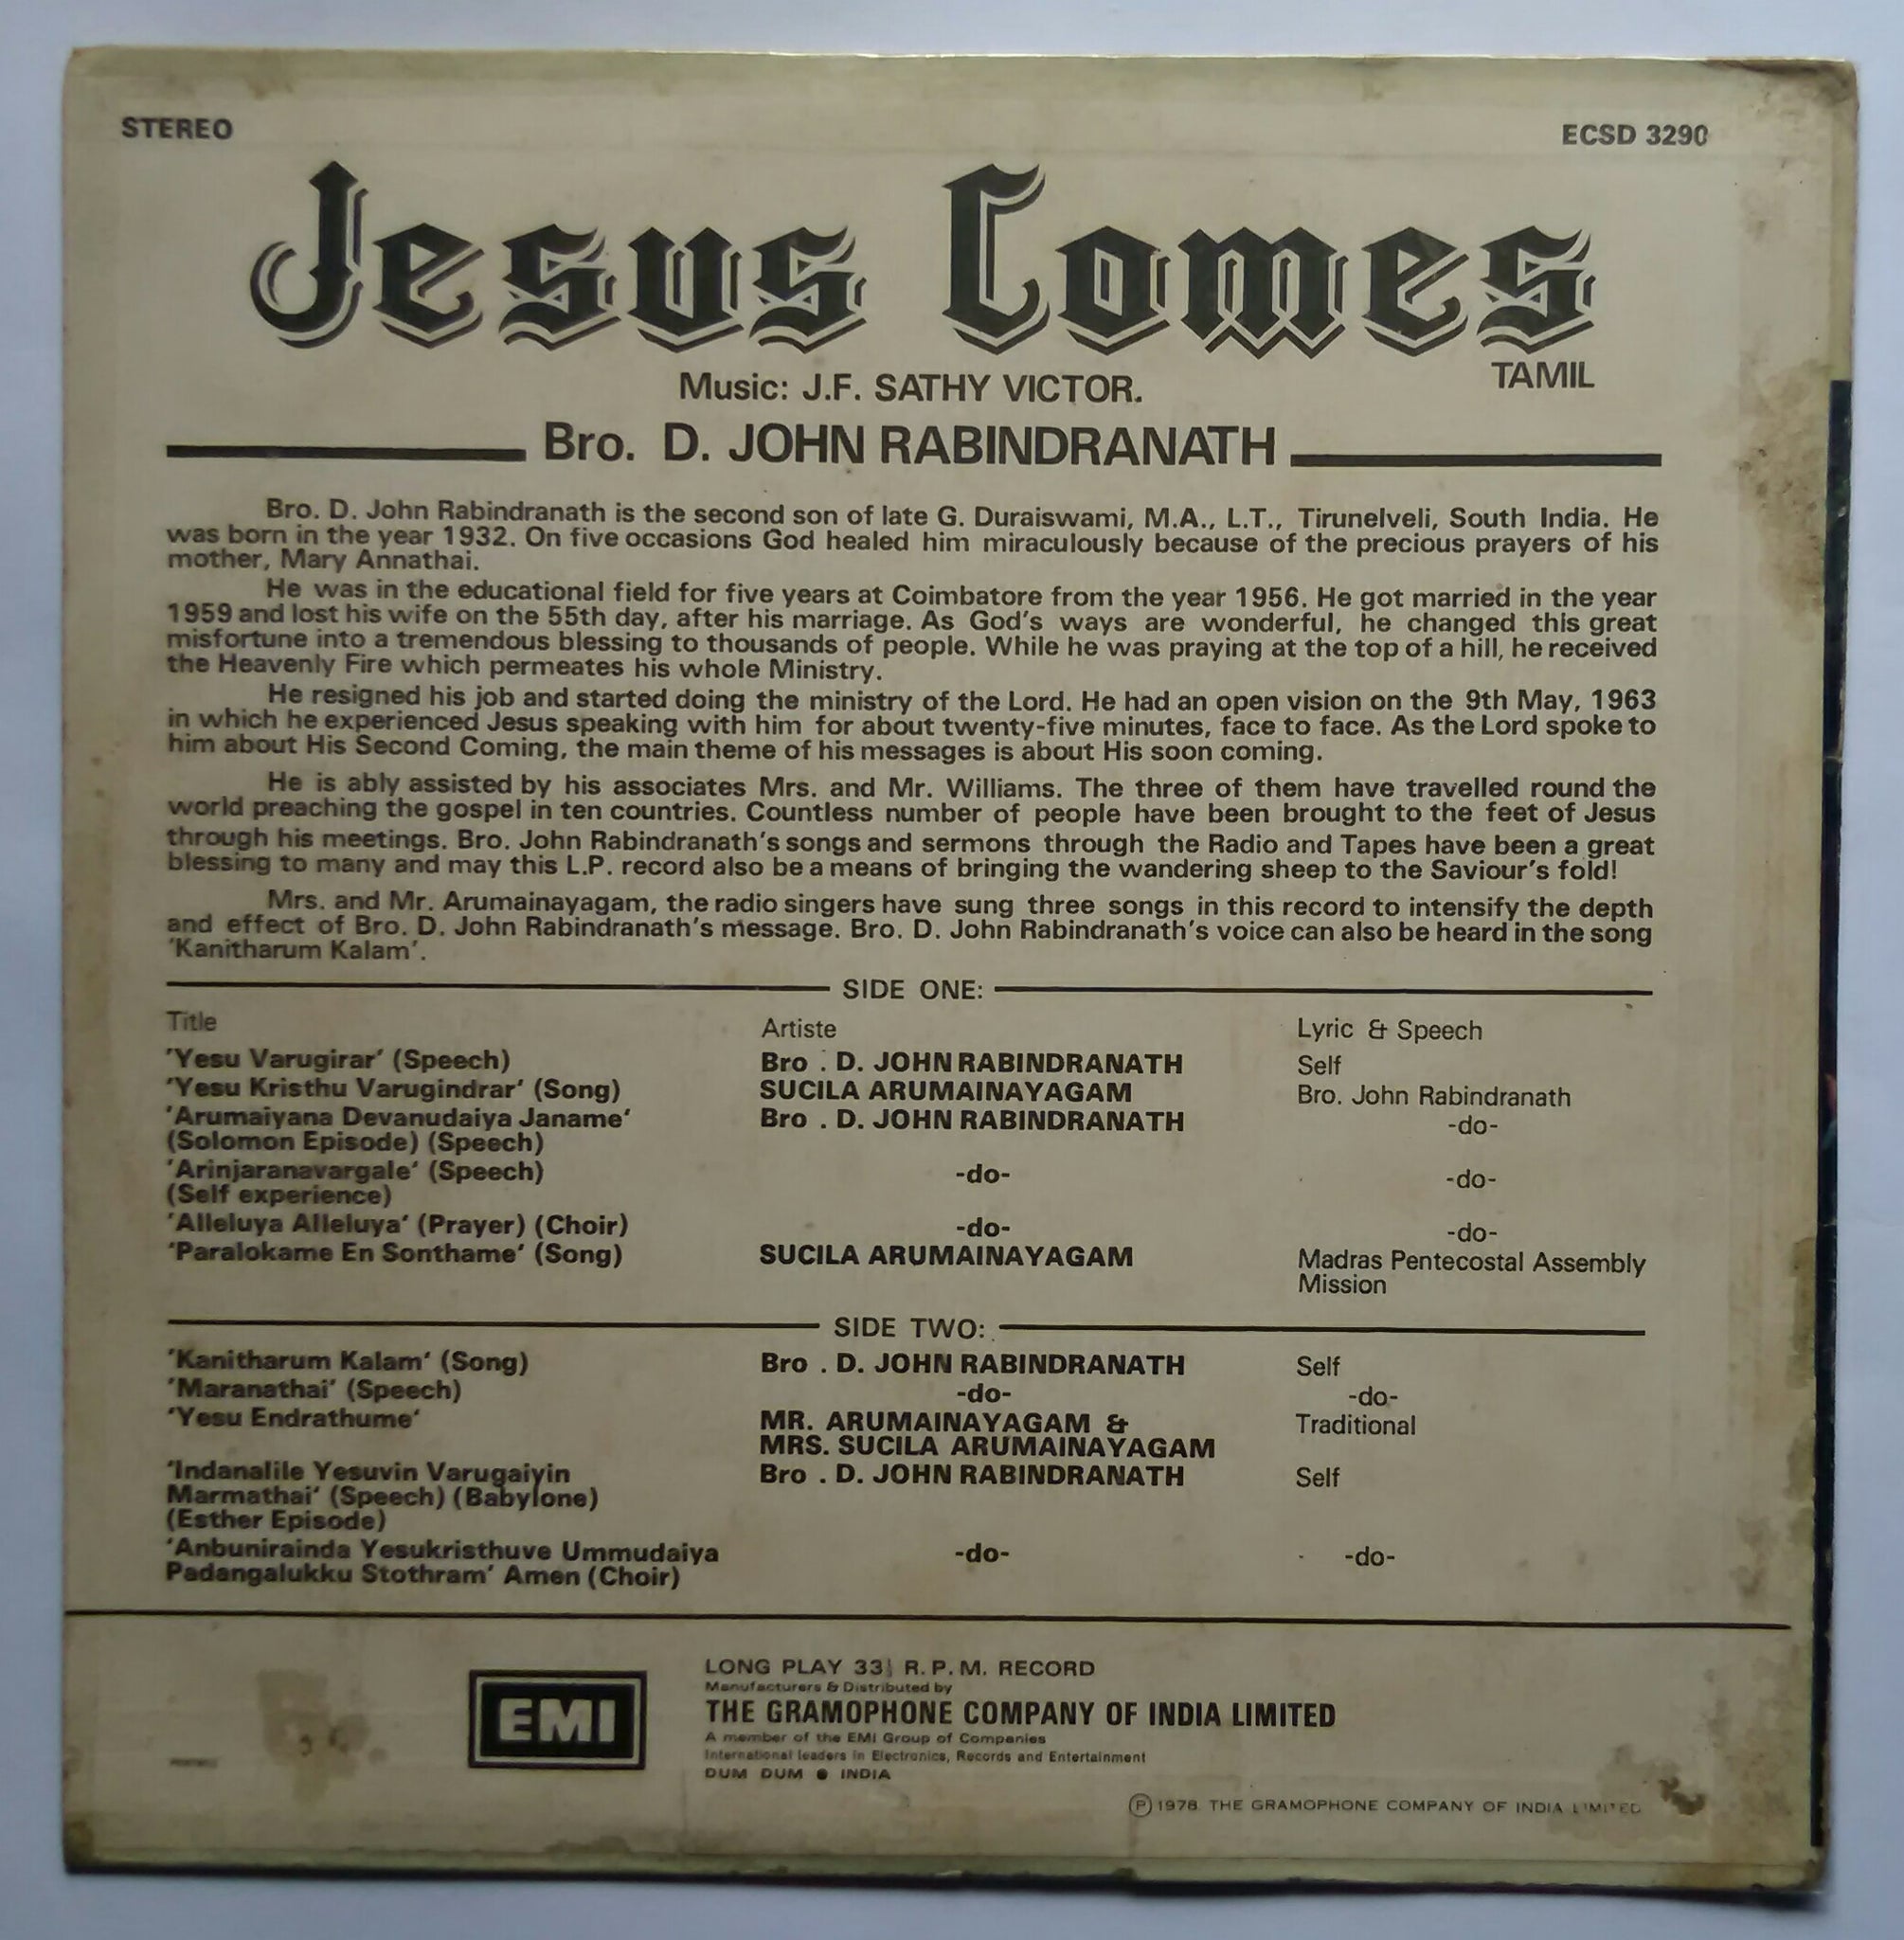 STEREO
ECSD 3290
Jesus Comes
TAMIL
Music: J.F. SATHY VICTOR.
Bro. D. JOHN RABINDRANATH
Bro. D. John Rabindranath is the second son of late G. Duraiswami, M.A., L.T., Tirunelveli, South India. He
was born in the year 1932. On five occasions God healed him miraculously because of the precious prayers of his
mother, Mary Annathai.
He was in the educational field for five years at Coimbatore from the year 1956. He got married in the year
1959 and lost his wife on the 55th day, after his marriage. As God's ways are wonderful, he changed this great
misfortune into a tremendous blessing to thousands of people. While he was praying at the top of a hill, he received
the Heavenly Fire which permeates his whole Ministry.
He resigned his job and started doing the ministry of the Lord. He had an open vision on the 9th May, 1963
in which he experienced Jesus speaking with him for about twenty-five minutes, face to face. As the Lord spoke to
him about His Second Coming, the main theme of his messages is about His soon coming.
He is ably assisted by his associates Mrs. and Mr. Williams. The three of them have travelled round the
world preaching the gospel in ten countries. Countless number of people have been brought to the feet of Jesus
through his meetings. Bro. John Rabindranath's songs and sermons through the Radio and Tapes have been a great
blessing to many and may this L.P. record also be a means of bringing the wandering sheep to the Saviour's fold!
Mrs. and Mr. Arumainayagam, the radio singers have sung three songs in this record to intensify the depth
and effect of Bro. D. John Rabindranath's message. Bro. D. John Rabindranath's voice can also be heard in the song
'Kanitharum Kalam'.
SIDE ONE:
Title Artiste Lyric & Speech
'Yesu Varugirar' (Speech) Bro . D. JOHN RABINDRANATH Self
'Yesu Kristhu Varugindrar' (Song) SUCILA ARUMAINAYAGAM Bro. John Rabindranath
'Arumaiyana Devanudaiya Janame' Bro . D. JOHN RABINDRANATH -do-
(Solomon Episode) (Speech)
'Arinjaranavargale' (Speech) -do- -do-
(Self experience)
'Alleluya Alleluya' (Prayer) (Choir) -do- -do-
'Paralokame En Sonthame' (Song) SUCILA ARUMAINAYAGAM Madras Pentecostal Assembly
Mission
SIDE TWO:
'Kanitharum Kalam' (Song) Bro . D. JOHN RABINDRANATH Self
'Maranathai' (Speech) -do- -do-
'Yesu Endrathume' MR. ARUMAINAYAGAM & Traditional
MRS. SUCILA ARUMAINAYAGAM
'Indanalile Yesuvin Varugaiyin Bro . D. JOHN RABINDRANATH Self
Marmathai' (Speech) (Babylone)
(Esther Episode)
'Anbunirainda Yesukristhuve Ummudaiya -do- -do-
Padangalukku Stothram' Amen (Choir)
EMI
LONG PLAY 33⅓ R.P.M. RECORD
Manufacturers & Distributed by
THE GRAMOPHONE COMPANY OF INDIA LIMITED
A member of the EMI Group of Companies
International leaders in Electronics, Records and Entertainment
DUM DUM ● INDIA
Ⓟ 1978 THE GRAMOPHONE COMPANY OF INDIA LIMITED